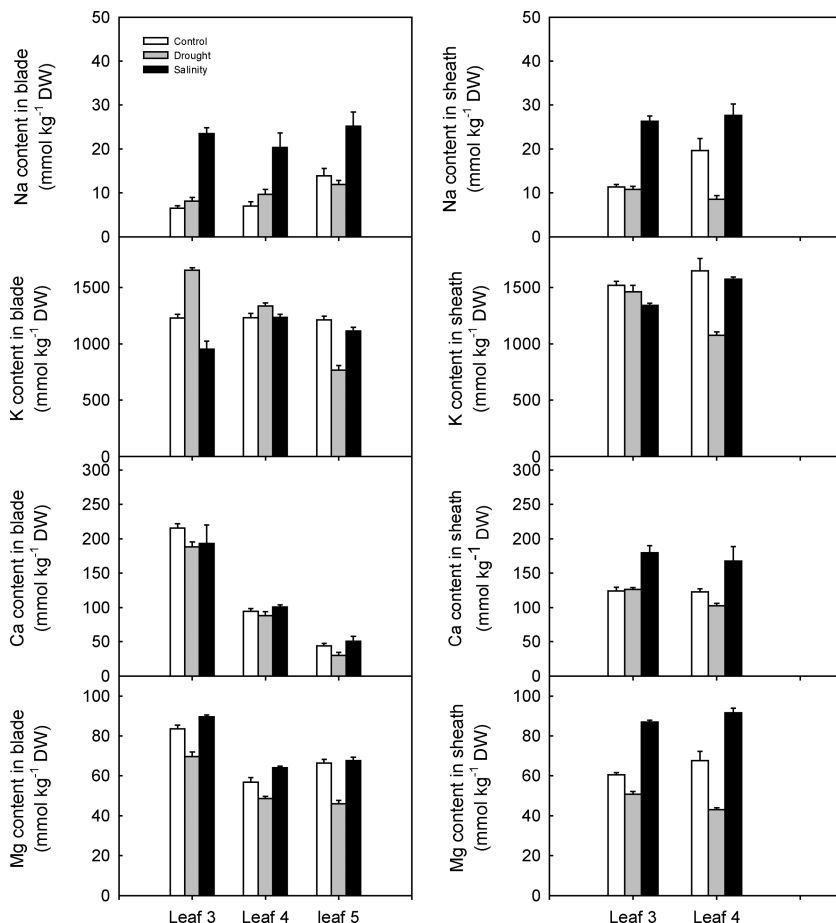 50
40
30
20
10
0
Na content in blade
(mmol kg⁻¹ DW)
Control
Drought
Salinity
50
40
30
20
10
0
Na content in sheath
(mmol kg⁻¹ DW)
1500
1000
500
0
K content in blade
(mmol kg⁻¹ DW)
1500
1000
500
0
K content in sheath
(mmol kg⁻¹ DW)
300
250
200
150
100
50
0
Ca content in blade
(mmol kg⁻¹ DW)
300
250
200
150
100
50
0
Ca content in sheath
(mmol kg⁻¹ DW)
100
80
60
40
20
0
Mg content in blade
(mmol kg⁻¹ DW)
Leaf 3 Leaf 4 leaf 5
100
80
60
40
20
0
Mg content in sheath
(mmol kg⁻¹ DW)
Leaf 3 Leaf 4